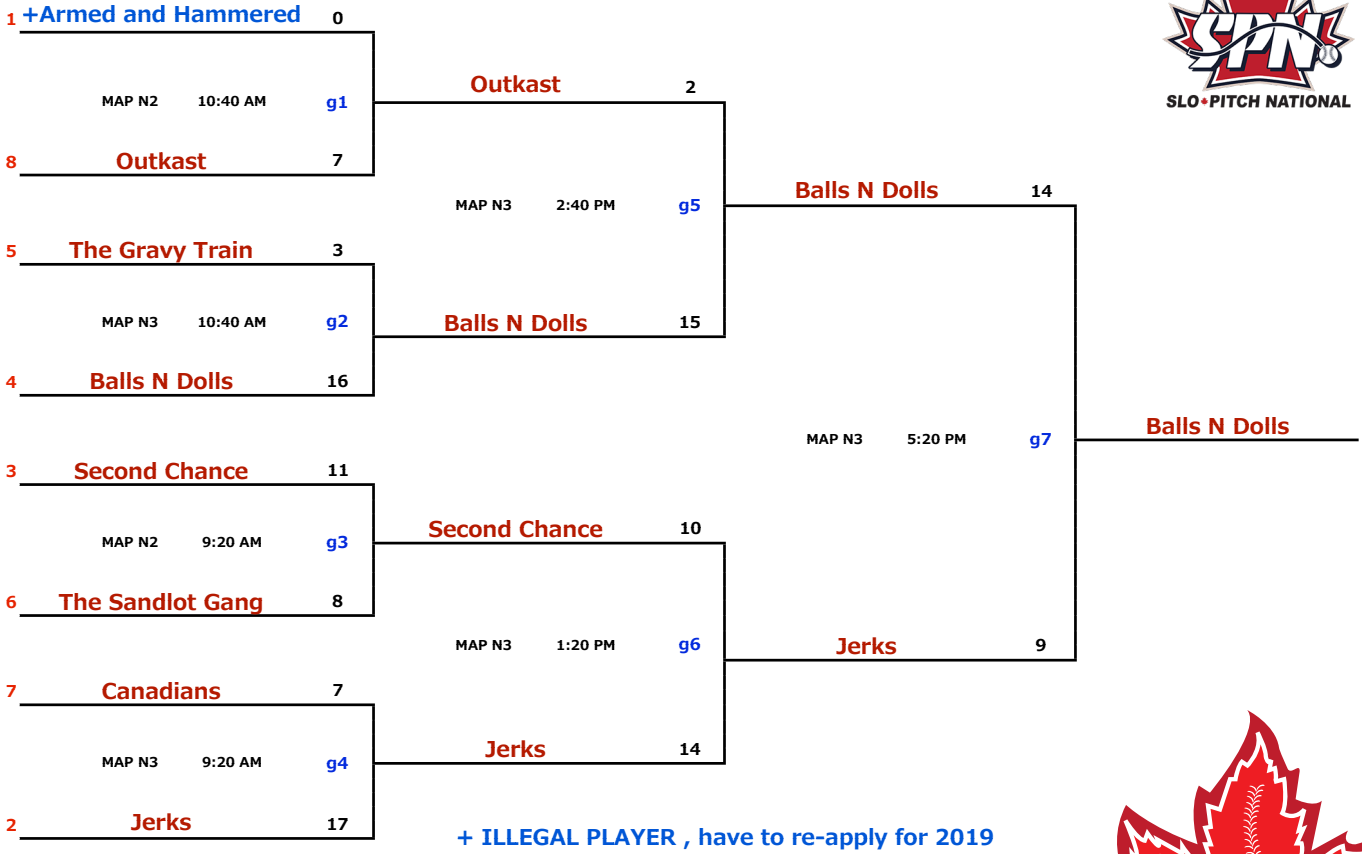 1 +Armed and Hammered 0
SPN
SLO PITCH NATIONAL
Outkast 2
MAP N2 10:40 AM g1
8 Outkast 7
Balls N Dolls 14
MAP N3 2:40 PM g5
5 The Gravy Train 3
MAP N3 10:40 AM g2
Balls N Dolls 15
4 Balls N Dolls 16
Balls N Dolls
MAP N3 5:20 PM g7
3 Second Chance 11
Second Chance 10
MAP N2 9:20 AM g3
6 The Sandlot Gang 8
MAP N3 1:20 PM g6
Jerks 9
7 Canadians 7
Jerks 14
MAP N3 9:20 AM g4
2 Jerks 17
+ ILLEGAL PLAYER , have to re-apply for 2019